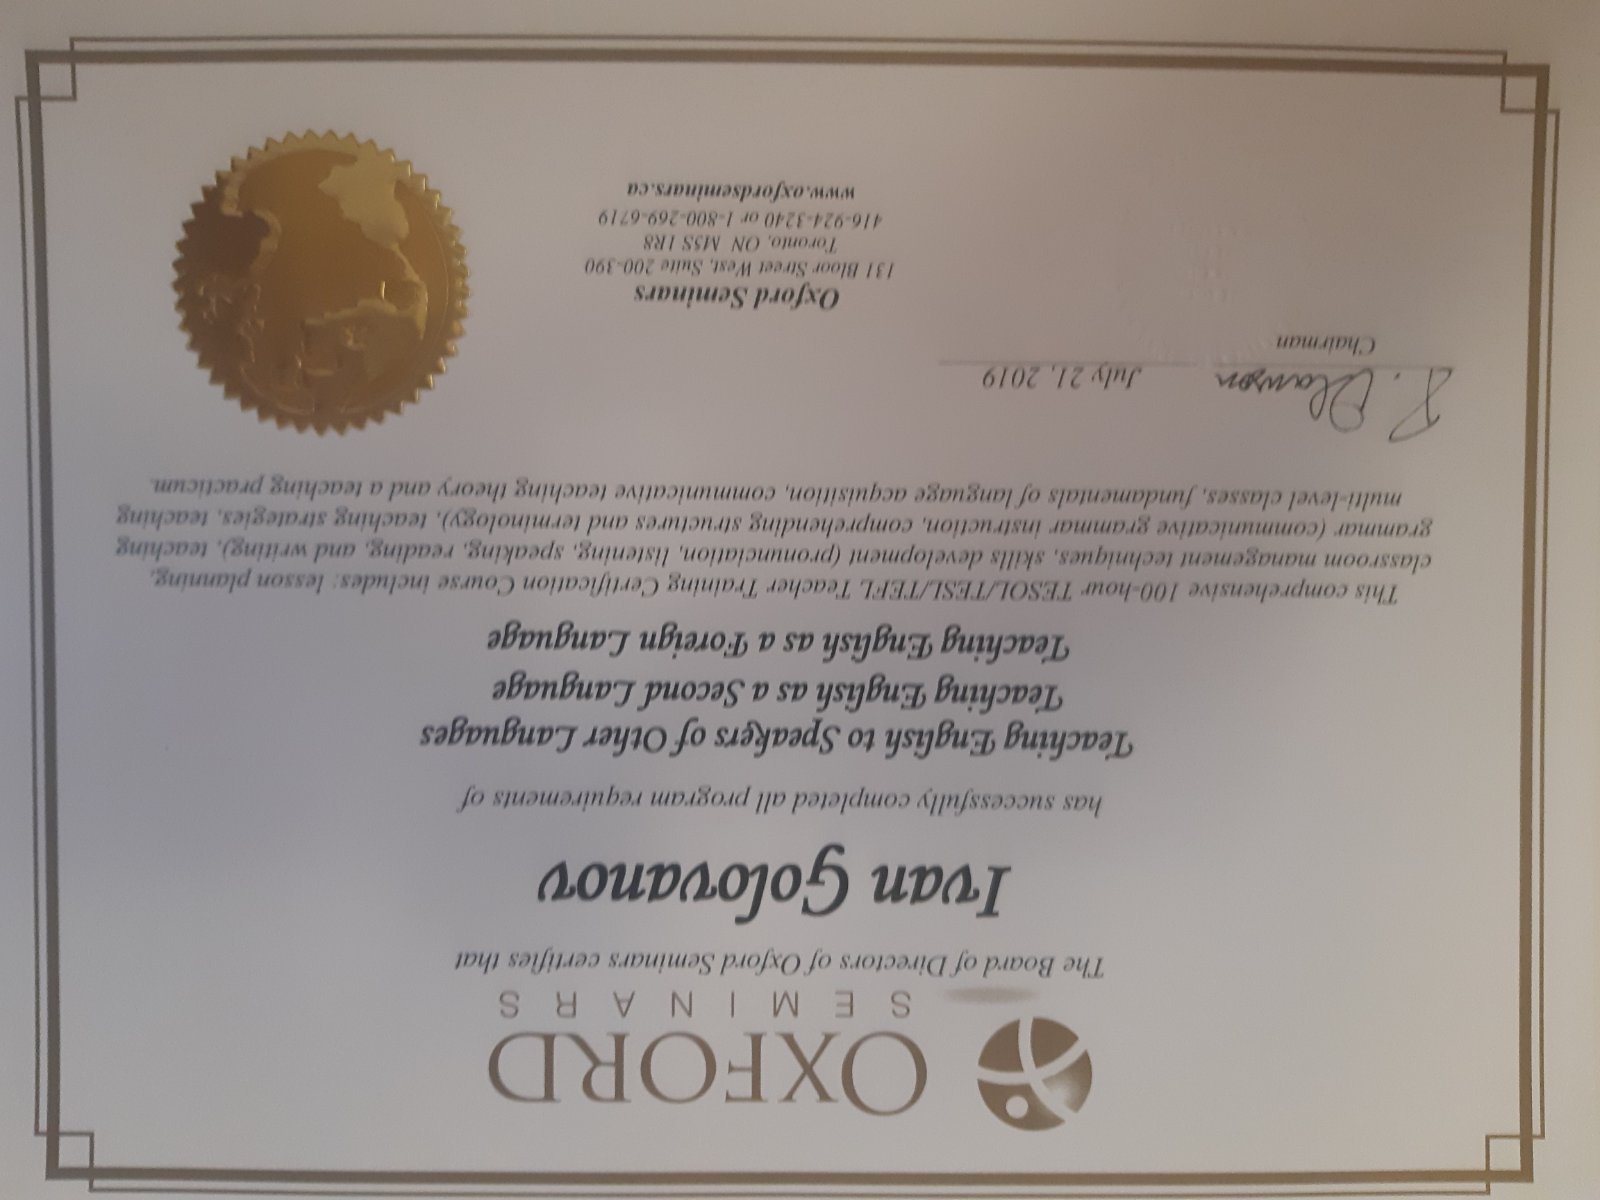 OXFORD
SEMINARS
The Board of Directors of Oxford Seminars certifies that
Ivan Golovanov
has successfully completed all program requirements of
Teaching English to Speakers of Other Languages
Teaching English as a Second Language
Teaching English as a Foreign Language
This comprehensive 100-hour TESOL/TESL/TEFL Teacher Training Certification Course includes: lesson planning,
classroom management techniques, skills development (pronunciation, listening, speaking, reading, and writing), teaching
grammar (communicative grammar instruction, comprehending structures and terminology), teaching strategies, teaching
multi-level classes, fundamentals of language acquisition, communicative teaching theory and a teaching practicum.
July 21, 2019
Chairman
Oxford Seminars
131 Bloor Street West, Suite 200-390
Toronto, ON M5S 1R8
416-924-3240 or 1-800-269-6719
www.oxfordseminars.ca